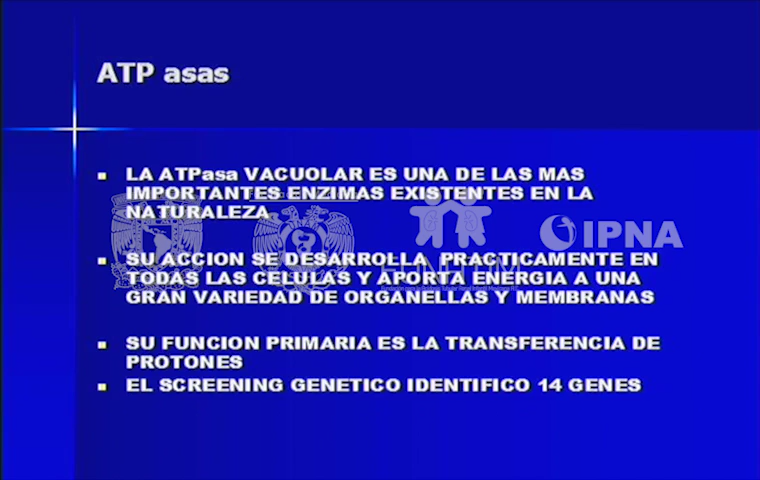 ATP asas
LA ATPasa VACUOLAR ES UNA DE LAS MAS
IMPORTANTES ENZIMAS EXISTENTES EN LA
NATURALEZA
IPNA
SU ACCION SE DESARROLLA PRACTICAMENTE EN
TODAS LAS CELULAS Y APORTA ENERGIA A UNA
GRAN VARIEDAD DE ORGANELLAS Y MEMBRANAS
SU FUNCION PRIMARIA ES LA TRANSFERENCIA DE
PROTONES
EL SCREENING GENETICO IDENTIFICO 14 GENES